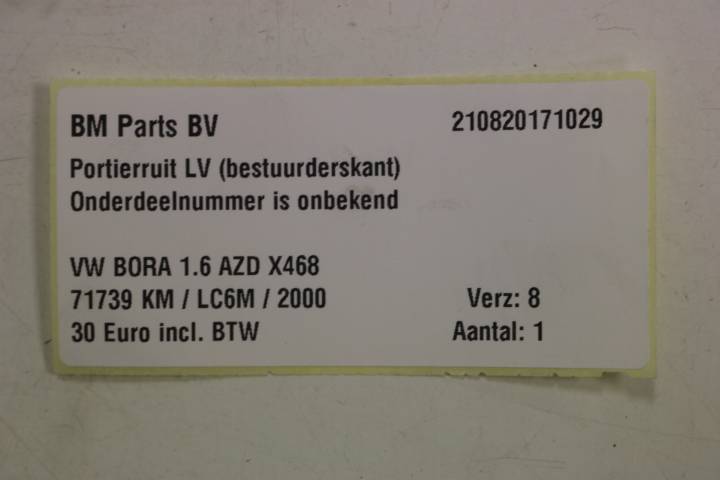 BM Parts BV 210820171029
Portierruit LV (bestuurderskant)
Onderdeelnummer is onbekend
VW BORA 1.6 AZD X468
71739 KM / LC6M / 2000 Verz: 8
30 Euro incl. BTW Aantal: 1